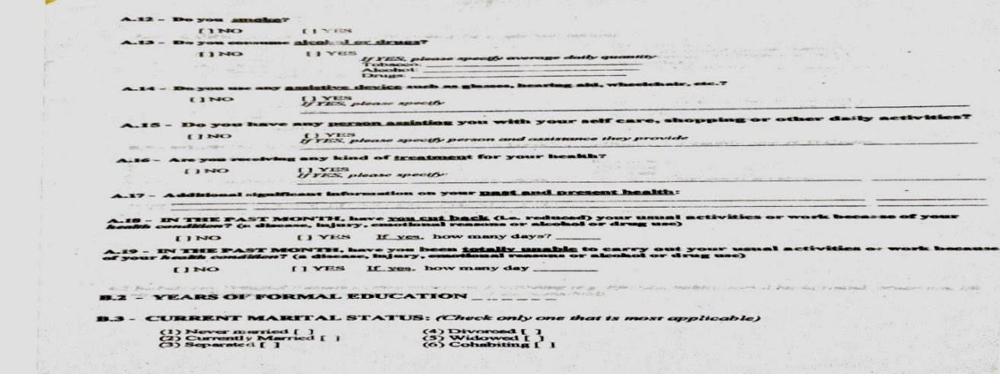 A.12 - Do you smoke?
[ ] NO [ ] YES
A.13 - Do you consume alcohol or drugs?
[ ] NO [ ] YES
If YES, please specify average daily quantity
Tobacco: ____________
Alcohol: ____________
Drugs: ____________
A.14 - Do you use any assistive device such as glasses, hearing aid, wheelchair, etc.?
[ ] NO [ ] YES
If YES, please specify
A.15 - Do you have any person assisting you with your self care, shopping or other daily activities?
[ ] NO [ ] YES
If YES, please specify person and assistance they provide
A.16 - Are you receiving any kind of treatment for your health?
[ ] NO [ ] YES
If YES, please specify:
A.17 - Additional significant information on your past and present health:
A.18 - IN THE PAST MONTH, have you cut back (i.e. reduced) your usual activities or work because of your
health condition? (a disease, injury, emotional reasons or alcohol or drug use)
[ ] NO [ ] YES If yes, how many days? ______
A.19 - IN THE PAST MONTH, have you been totally unable to carry out your usual activities or work because
of your health condition? (a disease, injury, emotional reasons or alcohol or drug use)
[ ] NO [ ] YES If yes, how many day ________
B.2 - YEARS OF FORMAL EDUCATION _ _ _ _ _ _
B.3 - CURRENT MARITAL STATUS: (Check only one that is most applicable)
(1) Never married [ ] (4) Divorced [ ]
(2) Currently Married [ ] (5) Widowed [ ]
(3) Separated [ ] (6) Cohabiting [ ]